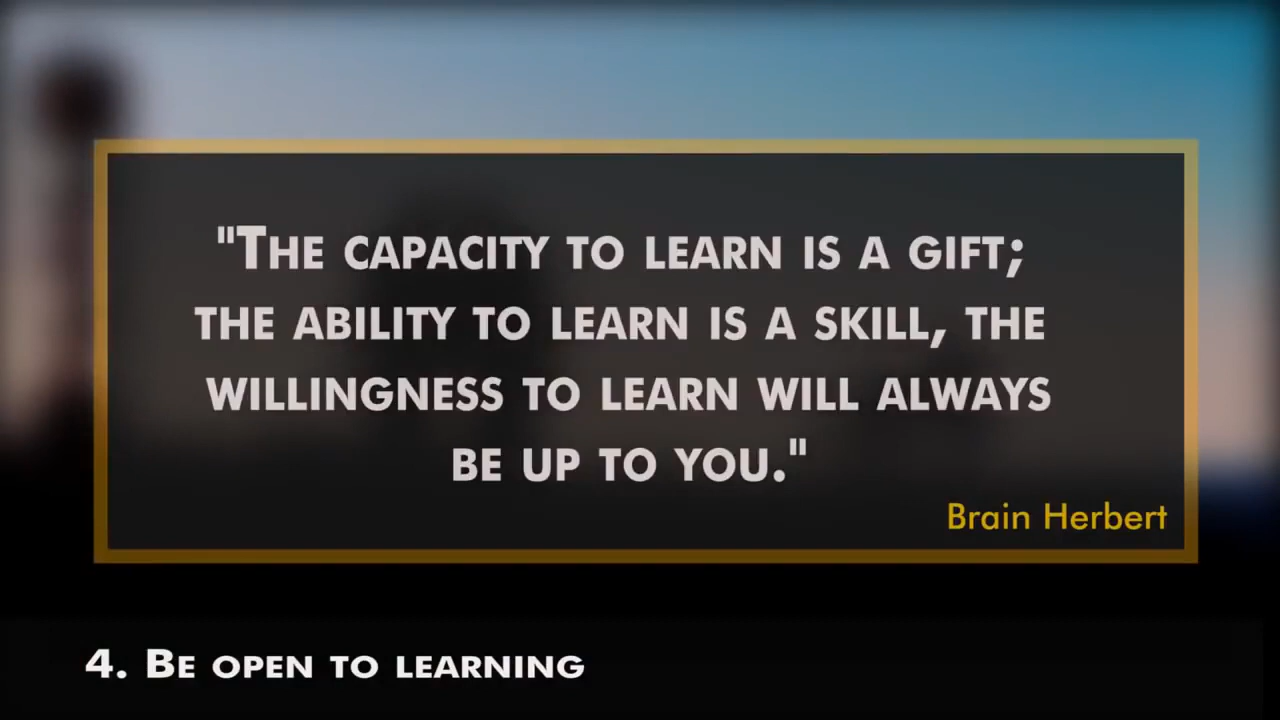 "The capacity to learn is a gift;
the ability to learn is a skill, the
willingness to learn will always
be up to you."
Brain Herbert
4. Be open to learning